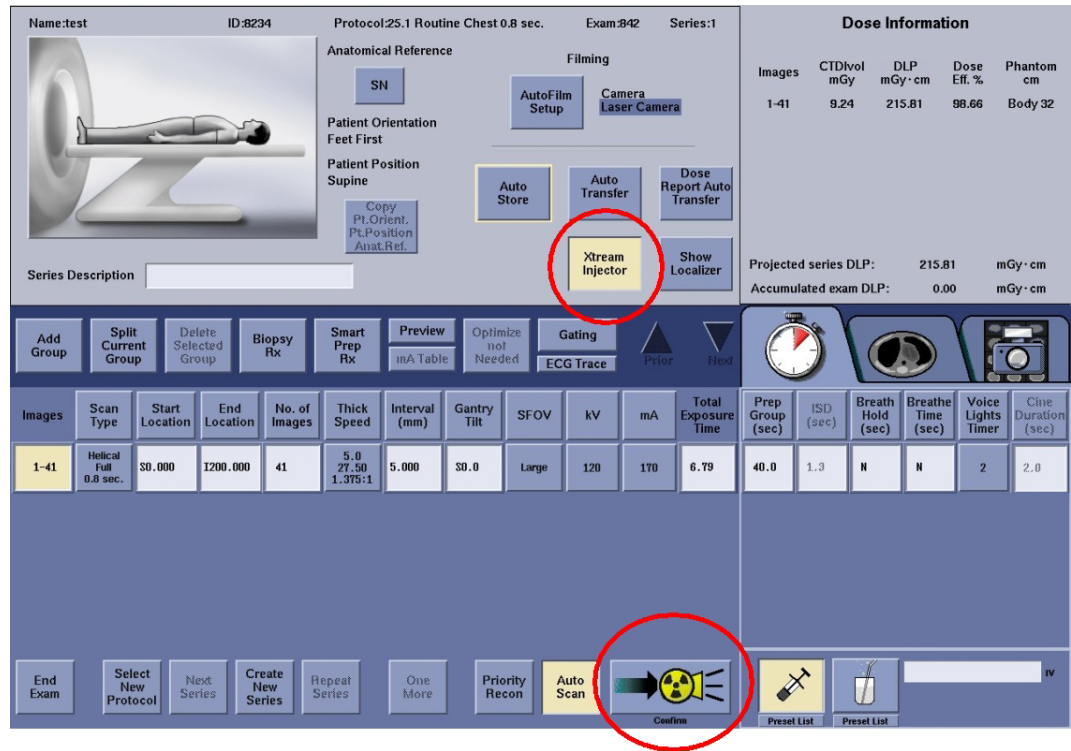 Name:test ID:8234 Protocol:25.1 Routine Chest 0.8 sec. Exam:842 Series:1
Anatomical Reference
SN
Patient Orientation
Feet First
Patient Position
Supine
Copy
Pt.Orient.
Pt.Position
Anat.Ref.
Filming
AutoFilm
Setup
Camera
Laser Camera
Auto
Store
Auto
Transfer
Dose
Report Auto
Transfer
Xtream
Injector
Show
Localizer
Series Description
Dose Information
Images CTDIvol DLP Dose Phantom
mGy mGy·cm Eff. % cm
1-41 9.24 215.81 98.66 Body 32
Projected series DLP: 215.81 mGy·cm
Accumulated exam DLP: 0.00 mGy·cm
Add
Group
Split
Current
Group
Delete
Selected
Group
Biopsy
Rx
Smart
Prep
Rx
Preview
mA Table
Optimize
not
Needed
Gating
ECG Trace
Prior
Next
Images
Scan
Type
Start
Location
End
Location
No. of
Images
Thick
Speed
Interval
(mm)
Gantry
Tilt
SFOV
kV
mA
Total
Exposure
Time
Prep
Group
(sec)
ISD
(sec)
Breath
Hold
(sec)
Breathe
Time
(sec)
Voice
Lights
Timer
Cine
Duration
(sec)
1-41
Helical
Full
0.8 sec.
S0.000
I200.000
41
5.0
27.50
1.375:1
5.000
S0.0
Large
120
170
6.79
40.0
1.3
N
N
2
2.0
End
Exam
Select
New
Protocol
Next
Series
Create
New
Series
Repeat
Series
One
More
Priority
Recon
Auto
Scan
Confirm
Preset List
Preset List
IV